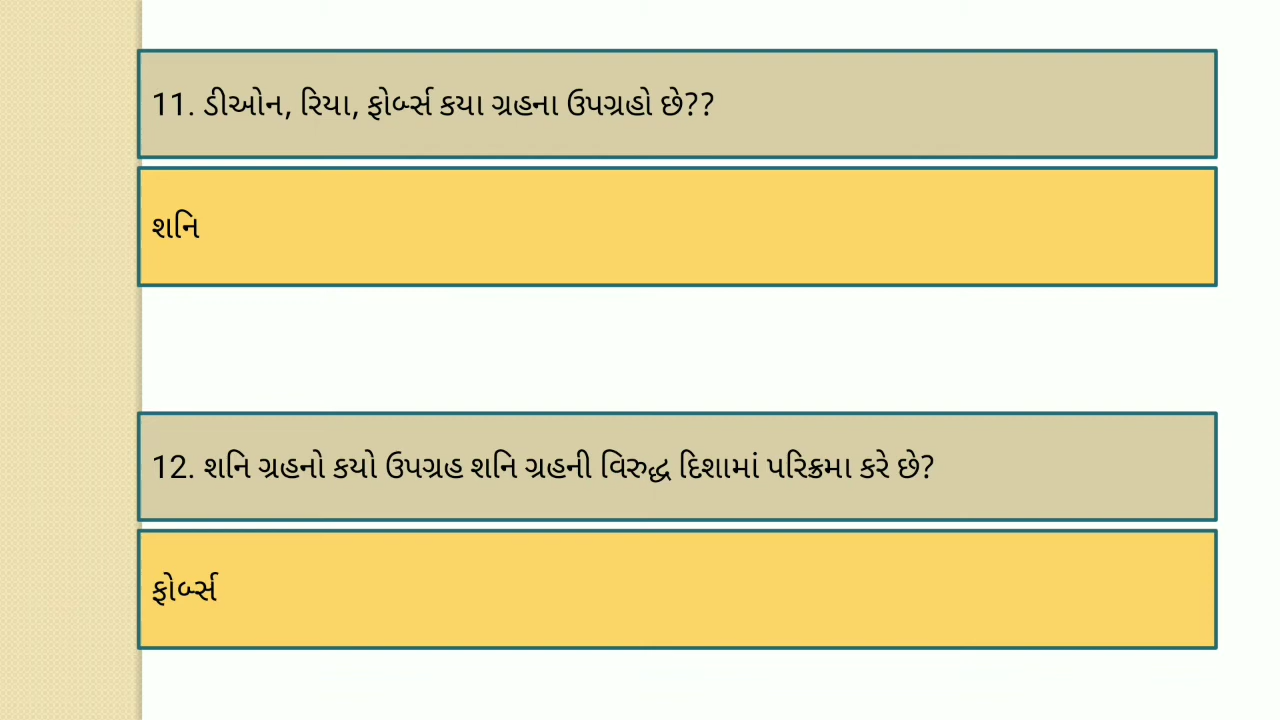 11. ડીઓન, રિયા, ફોર્બ્સ કયા ગ્રહના ઉપગ્રહો છે??
શનિ
12. શનિ ગ્રહનો કયો ઉપગ્રહ શનિ ગ્રહની વિરુદ્ધ દિશામાં પરિક્રમા કરે છે?
ફોર્બ્સ